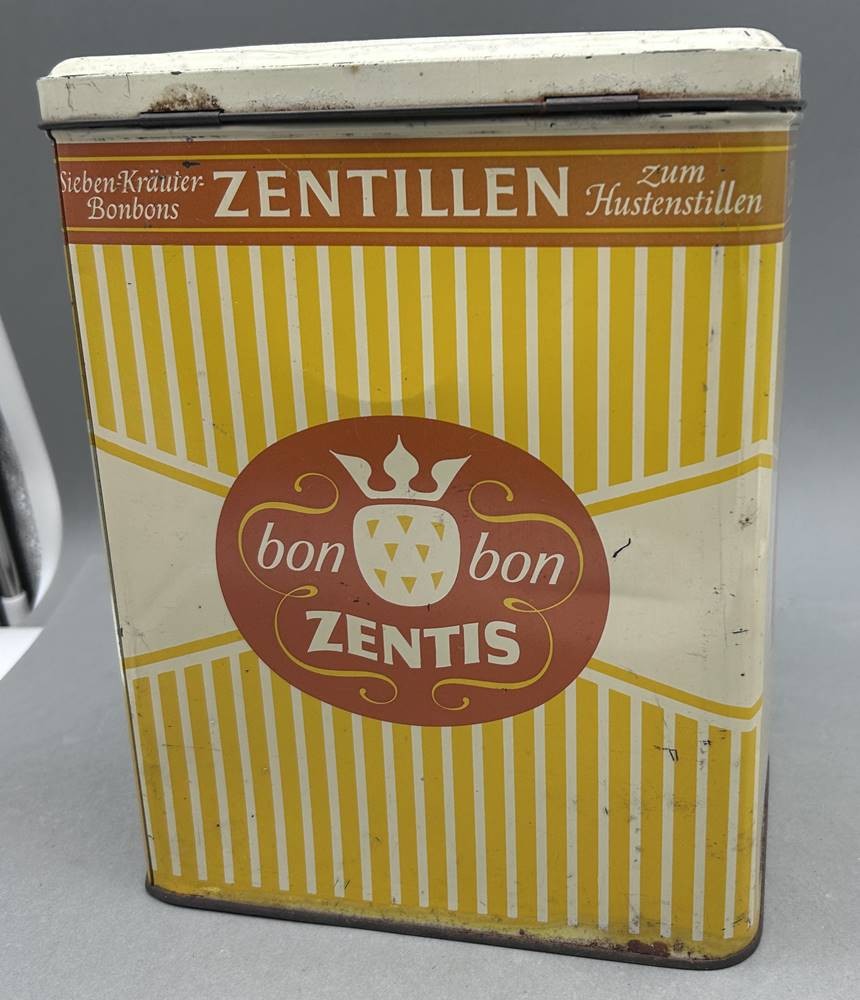 Sieben-Kräuter-
Bonbons
ZENTILLEN
zum
Hustenstillen
bon bon
ZENTIS